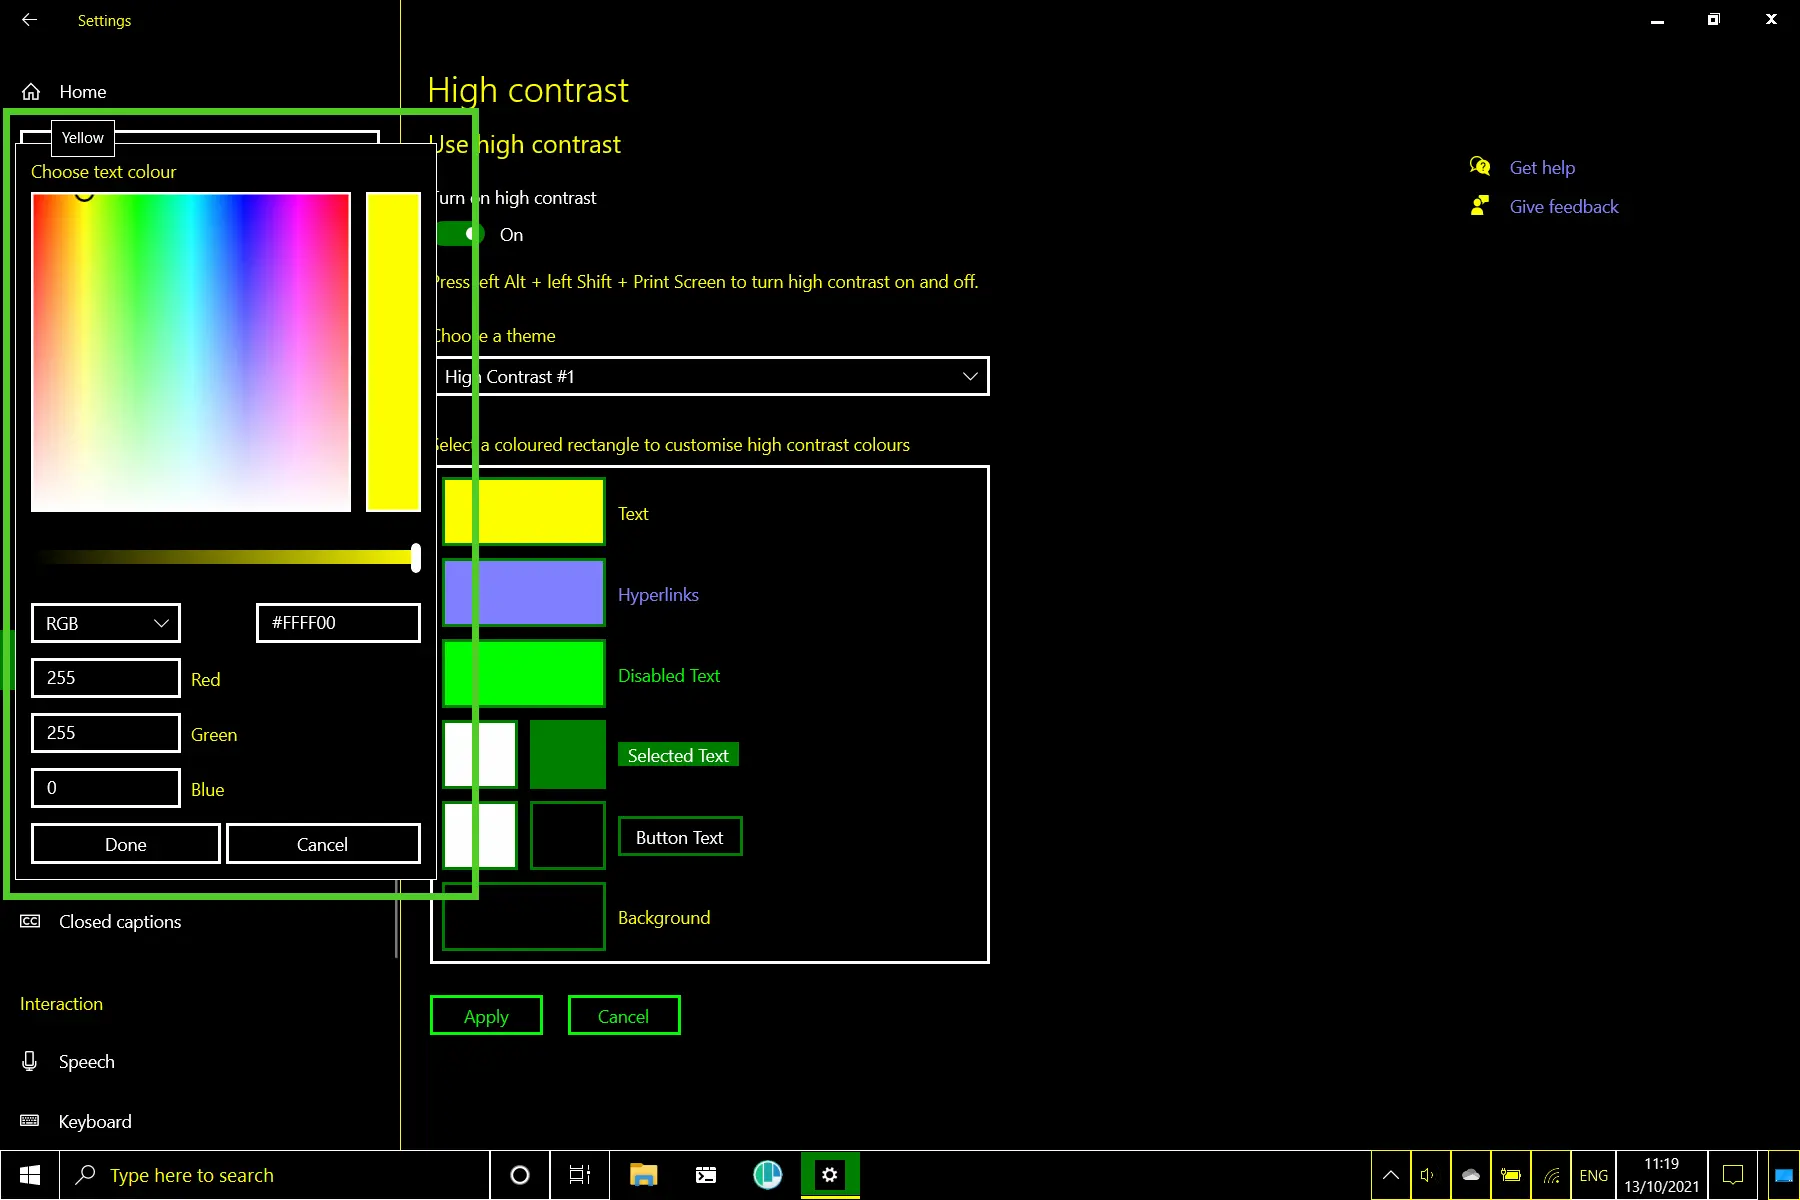 Settings
Home
Yellow
Choose text colour
RGB
#FFFF00
255
Red
255
Green
0
Blue
Done
Cancel
Closed captions
Interaction
Speech
Keyboard
High contrast
Use high contrast
Turn on high contrast
On
Press left Alt + left Shift + Print Screen to turn high contrast on and off.
Choose a theme
High Contrast #1
Select a coloured rectangle to customise high contrast colours
Text
Hyperlinks
Disabled Text
Selected Text
Button Text
Background
Apply
Cancel
Get help
Give feedback
Type here to search
ENG
11:19
13/10/2021